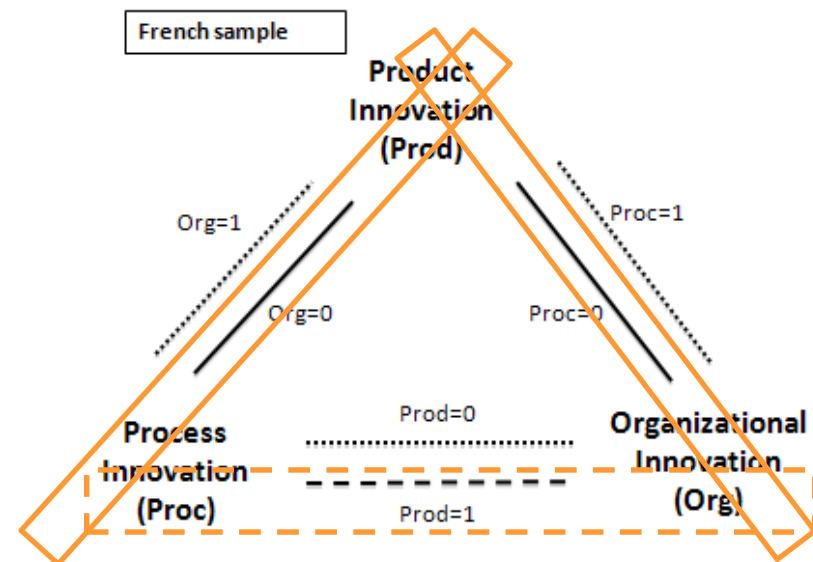 French sample
Product
Innovation
(Prod)
Org=1
Proc=1
Org=0
Proc=0
Prod=0
Process
Innovation
(Proc)
Organizational
Innovation
(Org)
Prod=1